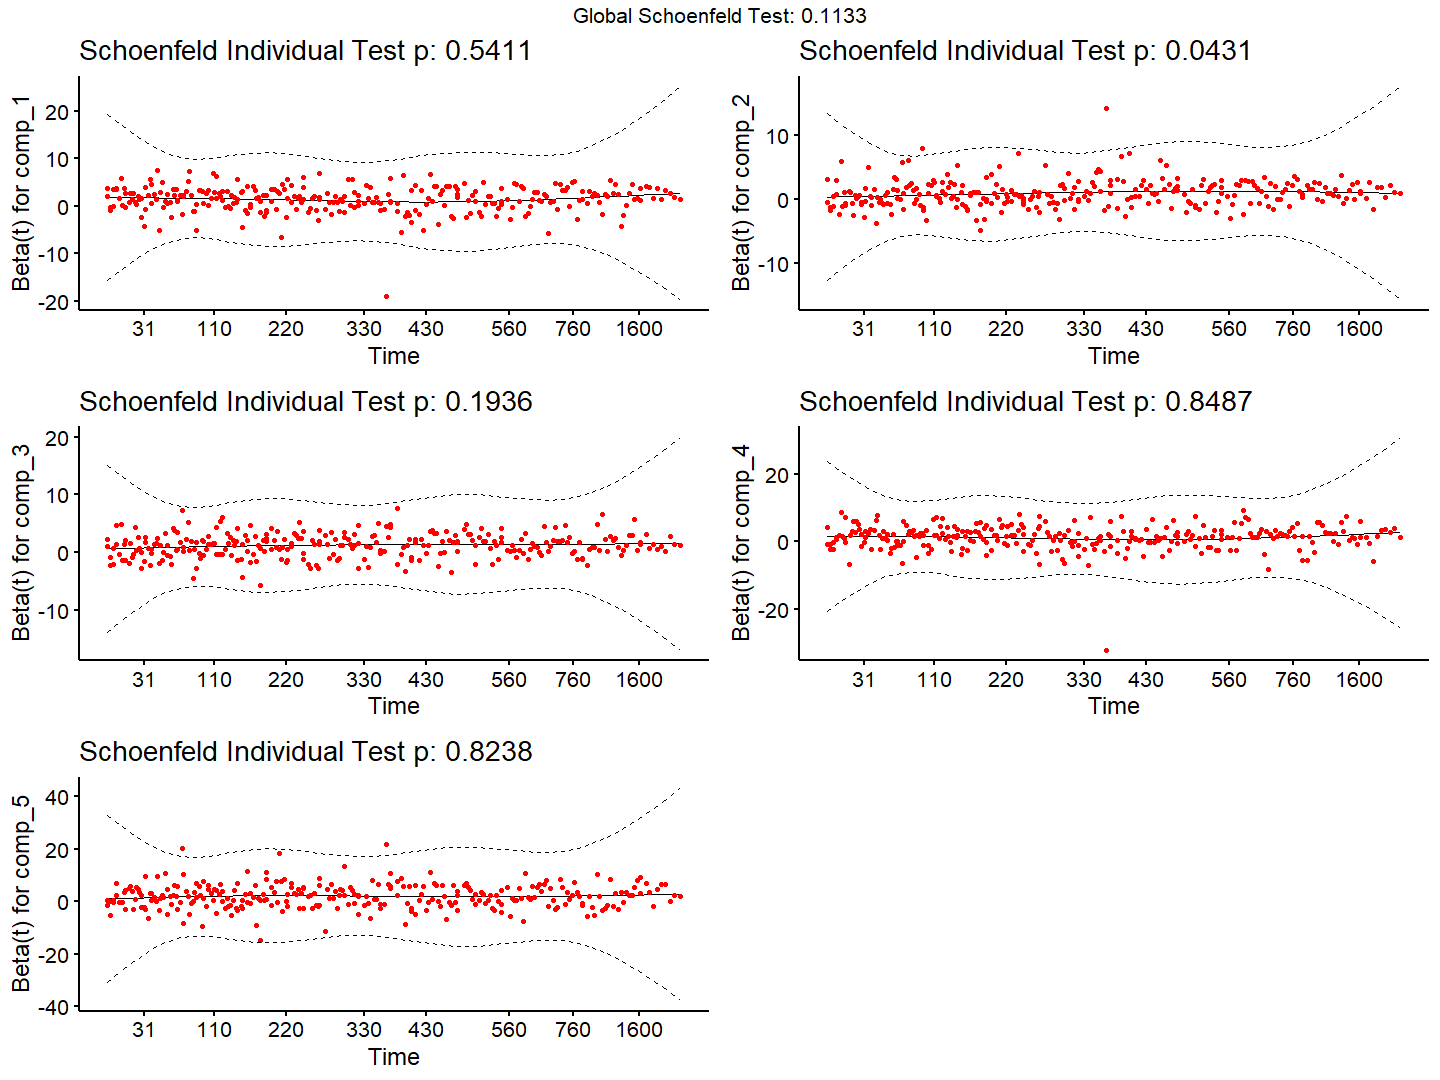 Global Schoenfeld Test: 0.1133
Schoenfeld Individual Test p: 0.5411
Beta(t) for comp_1
20
10
0
-10
-20
31 110 220 330 430 560 760 1600
Time
Schoenfeld Individual Test p: 0.0431
Beta(t) for comp_2
10
0
-10
31 110 220 330 430 560 760 1600
Time
Schoenfeld Individual Test p: 0.1936
Beta(t) for comp_3
20
10
0
-10
31 110 220 330 430 560 760 1600
Time
Schoenfeld Individual Test p: 0.8487
Beta(t) for comp_4
20
0
-20
31 110 220 330 430 560 760 1600
Time
Schoenfeld Individual Test p: 0.8238
Beta(t) for comp_5
40
20
0
-20
-40
31 110 220 330 430 560 760 1600
Time